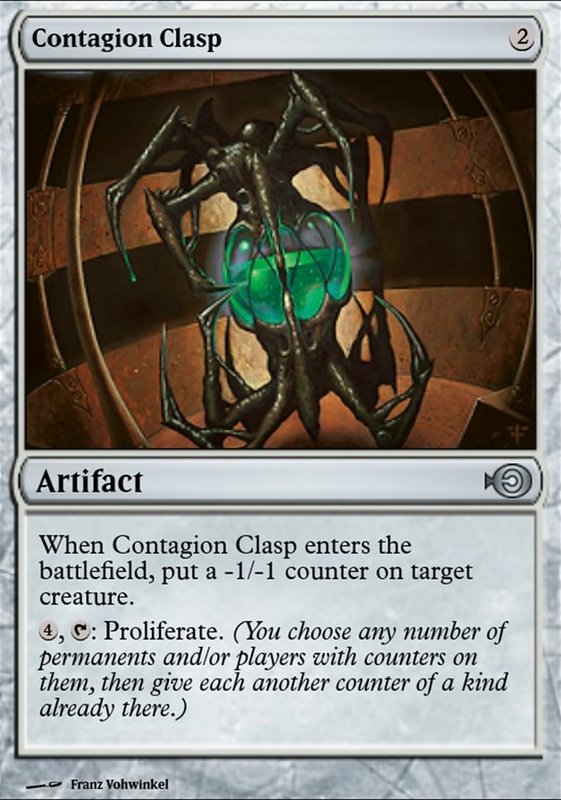 Contagion Clasp 2
Artifact
When Contagion Clasp enters the
battlefield, put a -1/-1 counter on target
creature.
4, : Proliferate. (You choose any number of
permanents and/or players with counters on
them, then give each another counter of a kind
already there.)
Franz Vohwinkel